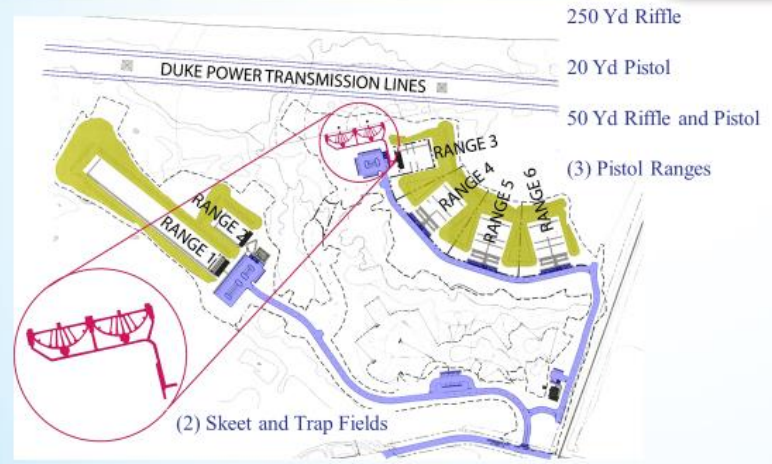 250 Yd Riffle
20 Yd Pistol
50 Yd Riffle and Pistol
(3) Pistol Ranges
DUKE POWER TRANSMISSION LINES
RANGE 3
RANGE 4
RANGE 5
RANGE 6
RANGE 2
RANGE 1
(2) Skeet and Trap Fields